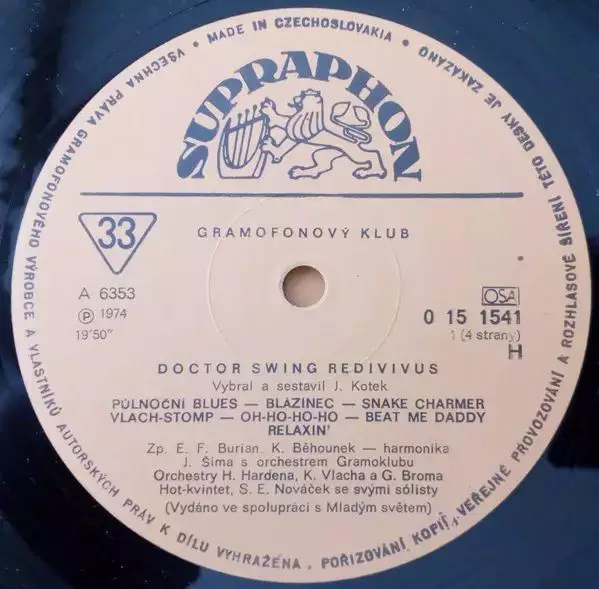 VŠECHNA PRÁVA GRAMOFONOVÉHO VÝROBCE A VLASTNÍKŮ AUTORSKÝCH PRÁV K DÍLU VYHRAŽENA. POŘIZOVÁNÍ KOPIÍ, VEŘEJNÉ PROVOZOVÁNÍ A ROZHLASOVÉ ŠÍŘENÍ TÉTO DESKY JE ZAKÁZÁNO
• MADE IN CZECHOSLOVAKIA •
SUPRAPHON
33
GRAMOFONOVÝ KLUB
A 6353
Ⓟ 1974
19'50"
OSA
0 15 1541
1 (4 strany)
H
DOCTOR SWING REDIVIVUS
Vybral a sestavil J. Kotek
PŮLNOČNÍ BLUES — BLÁZINEC — SNAKE CHARMER
VLACH-STOMP — OH-HO-HO-HO — BEAT ME DADDY
RELAXIN'
Zp. E. F. Burian, K. Běhounek — harmonika
J. Šíma s orchestrem Gramoklubu
Orchestry H. Hardena, K. Vlacha a G. Broma
Hot-kvintet, S. E. Nováček se svými sólisty
(Vydáno ve spolupráci s Mladým světem)